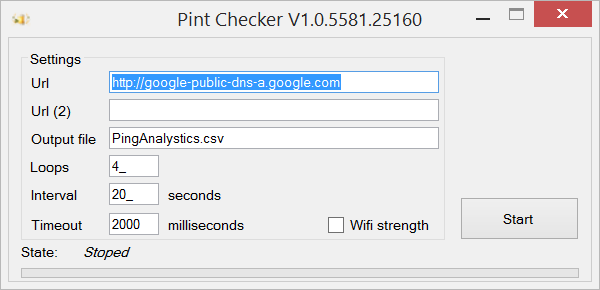 Pint Checker V1.0.5581.25160
Settings
Url http://google-public-dns-a.google.com
Url (2)
Output file PingAnalystics.csv
Loops 4_
Interval 20_ seconds
Timeout 2000 milliseconds Wifi strength
Start
State: Stoped